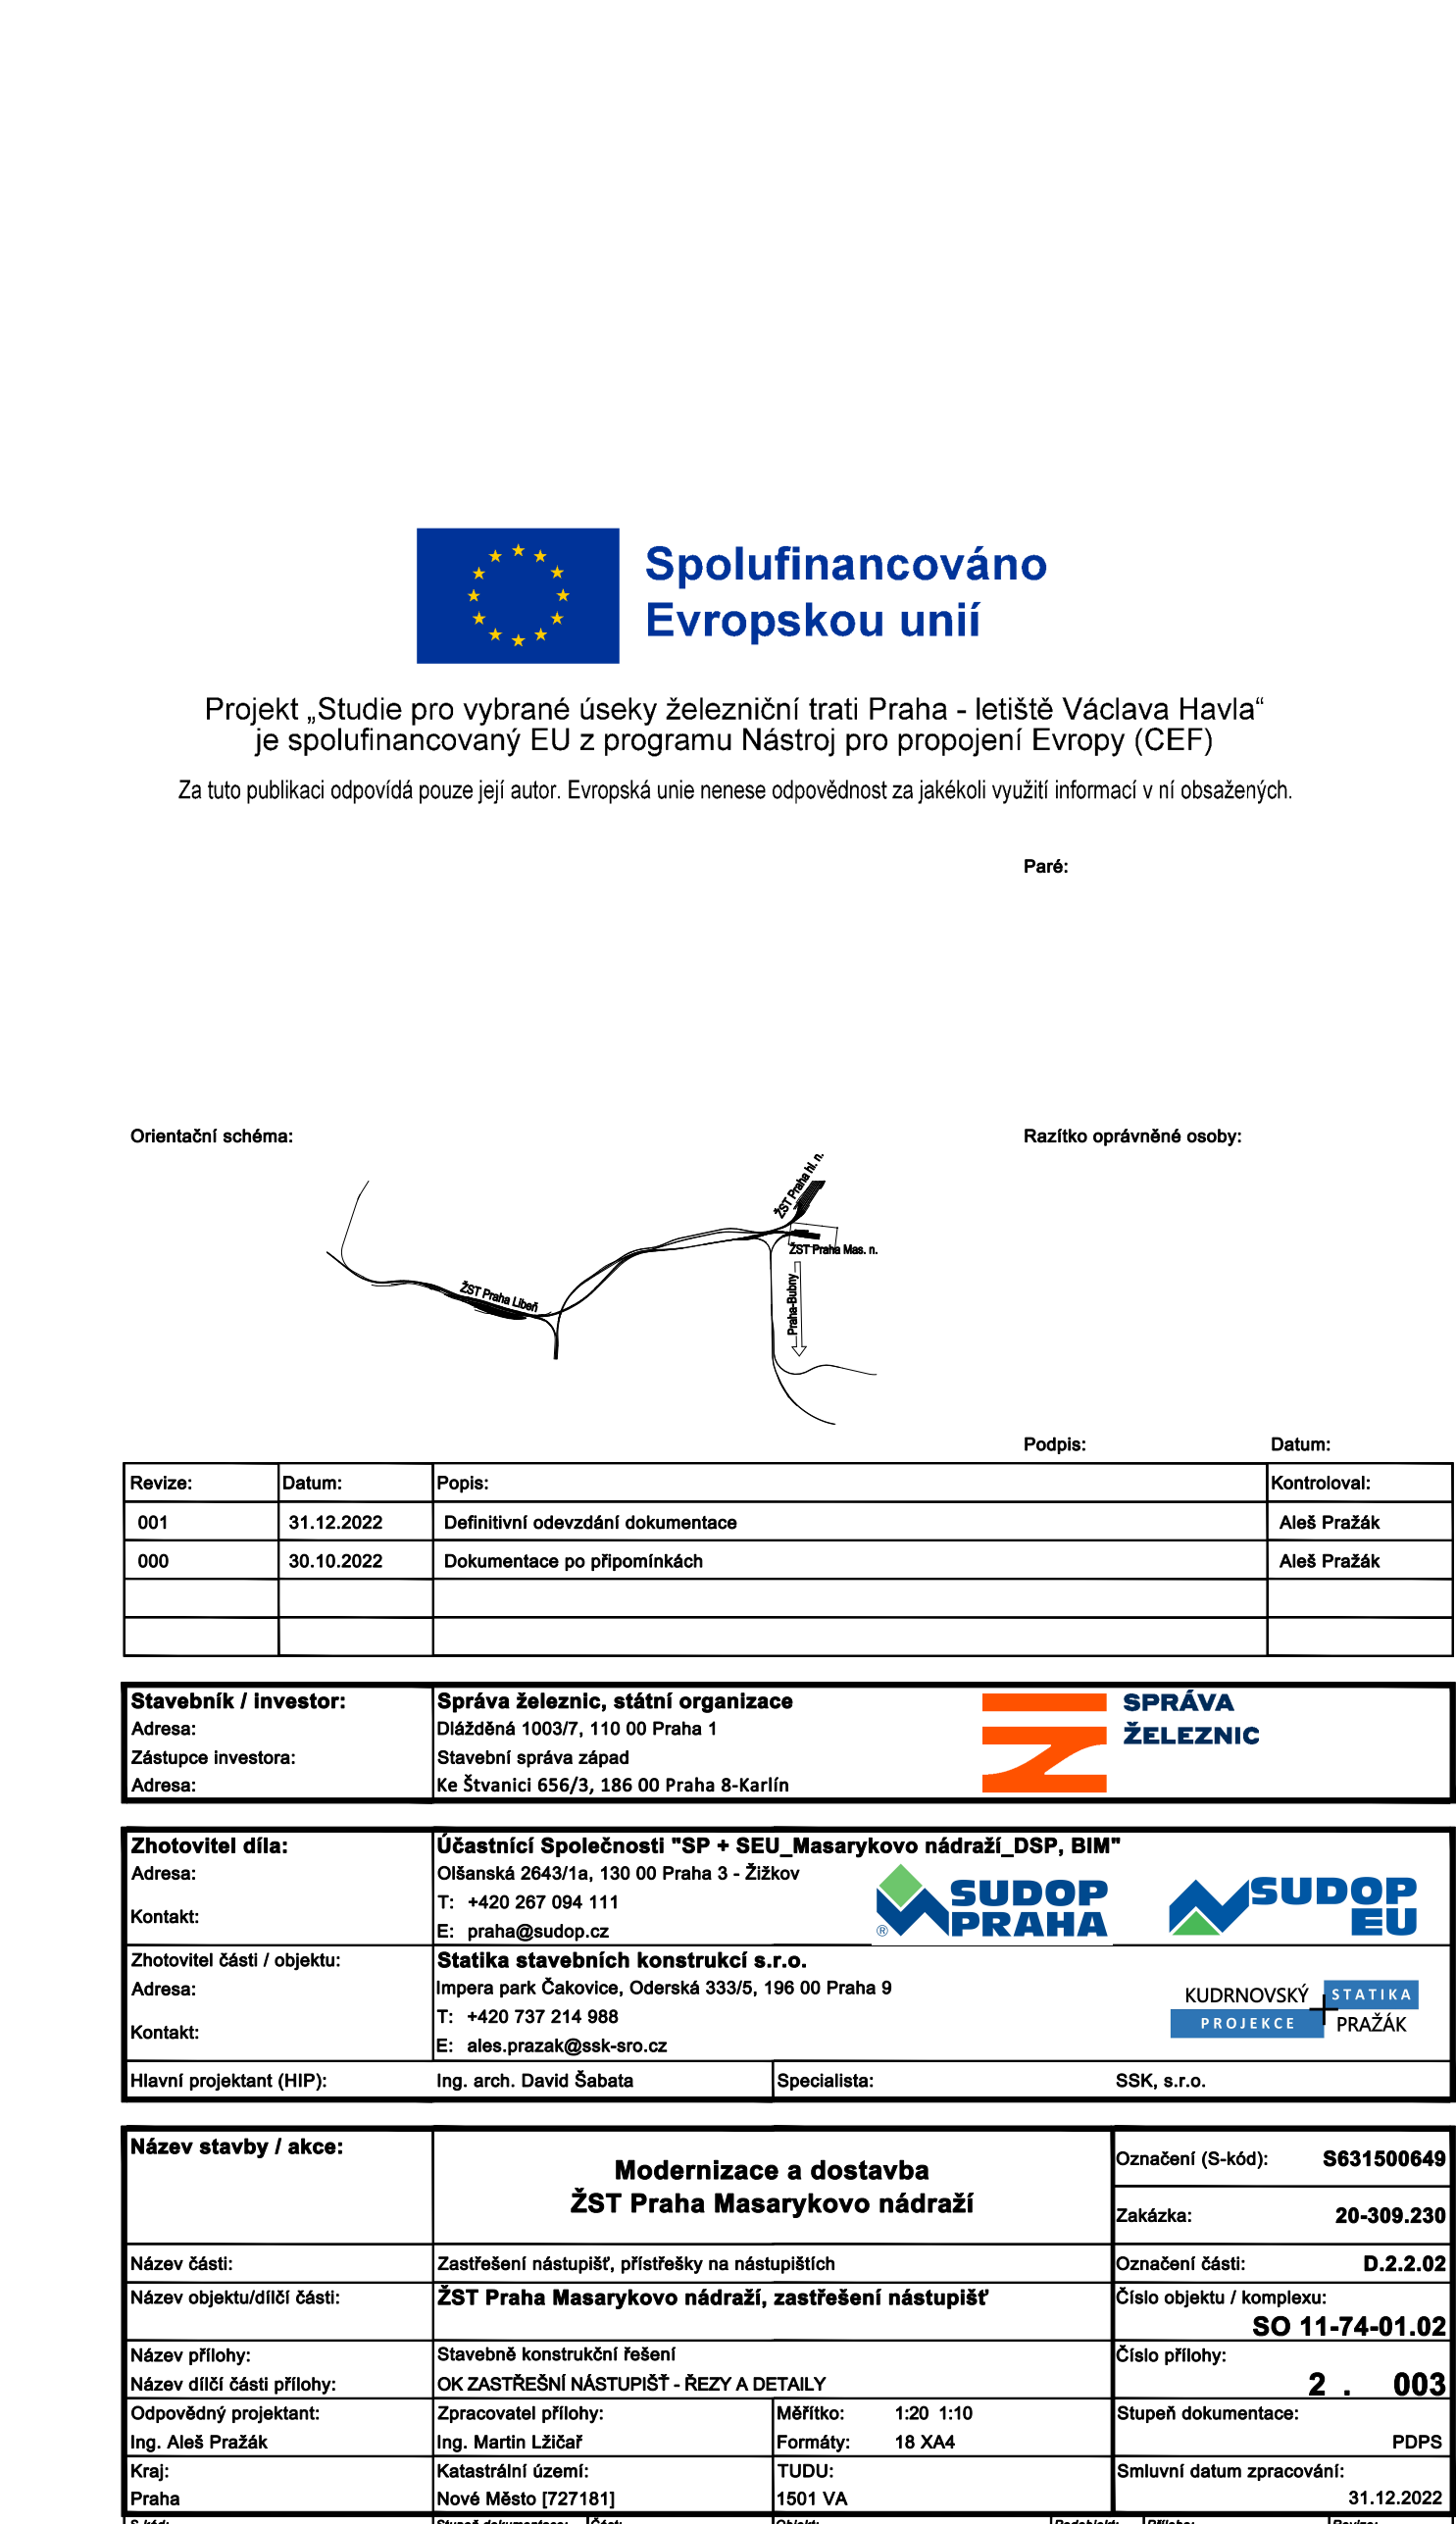 Spolufinancováno
Evropskou unií
Projekt „Studie pro vybrané úseky železniční trati Praha - letiště Václava Havla“
je spolufinancovaný EU z programu Nástroj pro propojení Evropy (CEF)
Za tuto publikaci odpovídá pouze její autor. Evropská unie nenese odpovědnost za jakékoli využití informací v ní obsažených.
Paré:
Orientační schéma:
Razítko oprávněné osoby:
ŽST Praha hl. n.
ŽST Praha Mas. n.
ŽST Praha Libeň
Praha-Bubny
Podpis: Datum:
Revize: Datum: Popis: Kontroloval:
001 31.12.2022 Definitivní odevzdání dokumentace Aleš Pražák
000 30.10.2022 Dokumentace po připomínkách Aleš Pražák
Stavebník / investor: Správa železnic, státní organizace
Adresa: Dlážděná 1003/7, 110 00 Praha 1
Zástupce investora: Stavební správa západ
Adresa: Ke Štvanici 656/3, 186 00 Praha 8-Karlín
SPRÁVA
ŽELEZNIC
Zhotovitel díla: Účastnící Společnosti "SP + SEU_Masarykovo nádraží_DSP, BIM"
Adresa: Olšanská 2643/1a, 130 00 Praha 3 - Žižkov
Kontakt: T: +420 267 094 111
E: praha@sudop.cz
SUDOP
PRAHA
®
SUDOP
EU
Zhotovitel části / objektu: Statika stavebních konstrukcí s.r.o.
Adresa: Impera park Čakovice, Oderská 333/5, 196 00 Praha 9
Kontakt: T: +420 737 214 988
E: ales.prazak@ssk-sro.cz
KUDRNOVSKÝ STATIKA
PROJEKCE PRAŽÁK
Hlavní projektant (HIP): Ing. arch. David Šabata Specialista: SSK, s.r.o.
Název stavby / akce:
Modernizace a dostavba
ŽST Praha Masarykovo nádraží
Označení (S-kód): S631500649
Zakázka: 20-309.230
Název části: Zastřešení nástupišť, přístřešky na nástupištích Označení části: D.2.2.02
Název objektu/dílčí části: ŽST Praha Masarykovo nádraží, zastřešení nástupišť Číslo objektu / komplexu:
SO 11-74-01.02
Název přílohy: Stavebně konstrukční řešení Číslo přílohy:
Název dílčí části přílohy: OK ZASTŘEŠNÍ NÁSTUPIŠŤ - ŘEZY A DETAILY 2 . 003
Odpovědný projektant: Zpracovatel přílohy: Měřítko: 1:20 1:10 Stupeň dokumentace:
Ing. Aleš Pražák Ing. Martin Lžičař Formáty: 18 XA4 PDPS
Kraj: Katastrální území: TUDU: Smluvní datum zpracování:
Praha Nové Město [727181] 1501 VA 31.12.2022